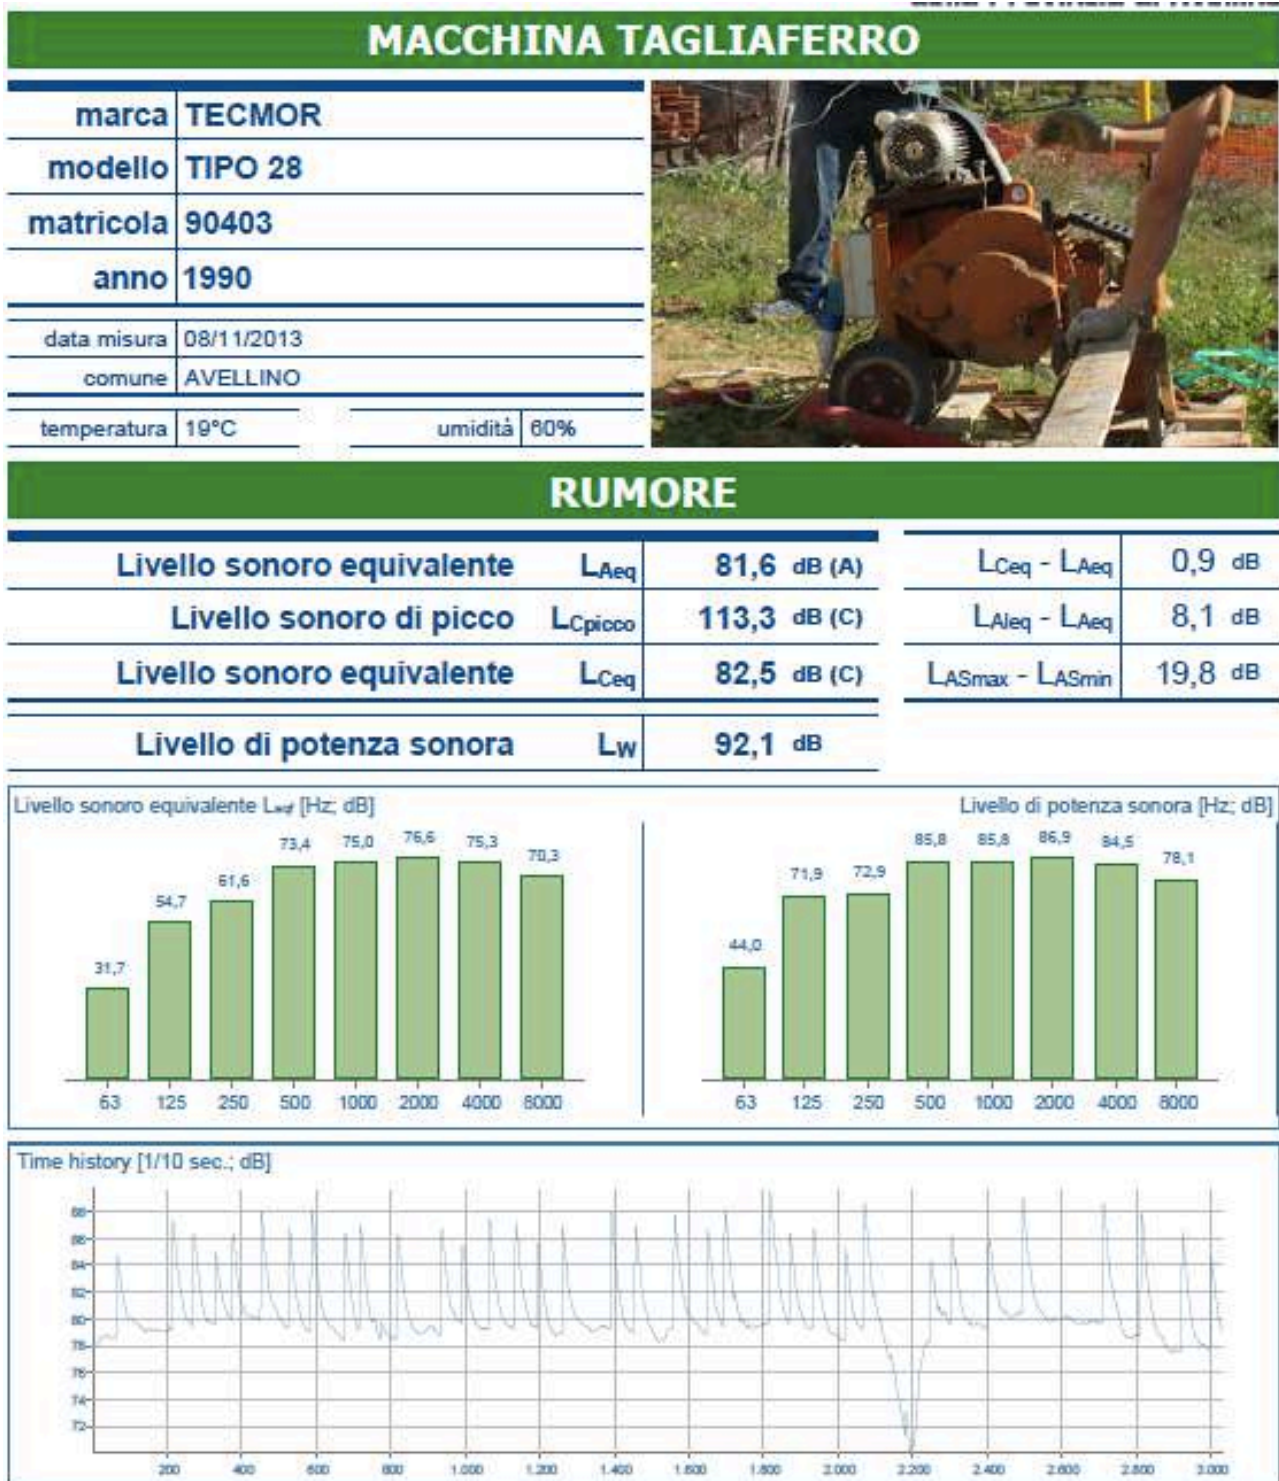 MACCHINA TAGLIAFERRO
marca TECMOR
modello TIPO 28
matricola 90403
anno 1990
data misura 08/11/2013
comune AVELLINO
temperatura 19°C umidità 60%
RUMORE
Livello sonoro equivalente LAeq 81,6 dB (A) LCeq - LAeq 0,9 dB
Livello sonoro di picco LCpicco 113,3 dB (C) LAIeq - LAeq 8,1 dB
Livello sonoro equivalente LCeq 82,5 dB (C) LASmax - LASmin 19,8 dB
Livello di potenza sonora LW 92,1 dB
Livello sonoro equivalente [Hz; dB]
31,7 54,7 61,6 73,4 75,0 76,6 75,3 70,3
63 125 250 500 1000 2000 4000 8000
Livello di potenza sonora [Hz; dB]
44,0 71,9 72,9 85,8 85,8 86,9 84,5 78,1
63 125 250 500 1000 2000 4000 8000
Time history [1/10 sec.; dB]
88
86
84
82
80
78
76
74
72
200 400 600 800 1.000 1.200 1.400 1.600 1.800 2.000 2.200 2.400 2.600 2.800 3.000